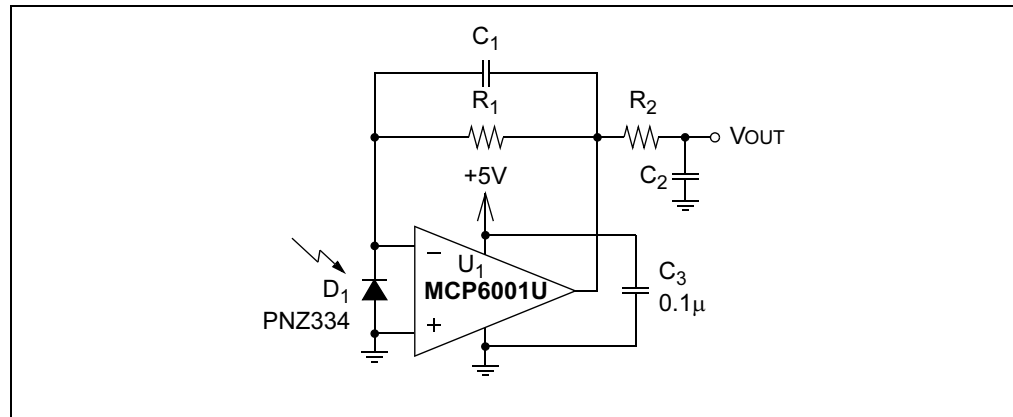 C1
R1
R2
VOUT
+5V
C2
−
U1
C3
D1
MCP6001U
0.1µ
PNZ334
+